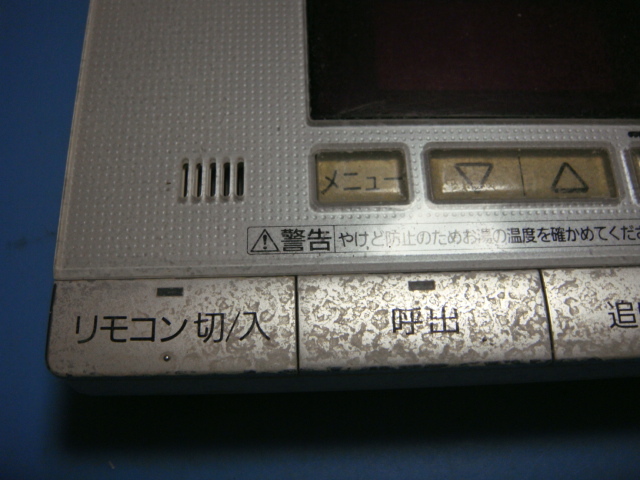 メニュー ▽ △
⚠警告 やけど防止のためお湯の温度を確かめてくださ
リモコン 切/入 呼出 追